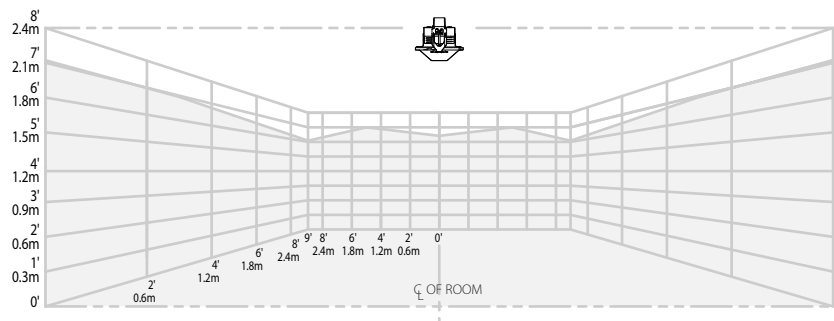 8'
2.4m
7'
2.1m
6'
1.8m
5'
1.5m
4'
1.2m
3'
0.9m
2'
0.6m
1'
0.3m
0'
2'
0.6m
4'
1.2m
6'
1.8m
8'
2.4m
9' 8' 6' 4' 2' 0'
2.4m 1.8m 1.2m 0.6m
℄ OF ROOM